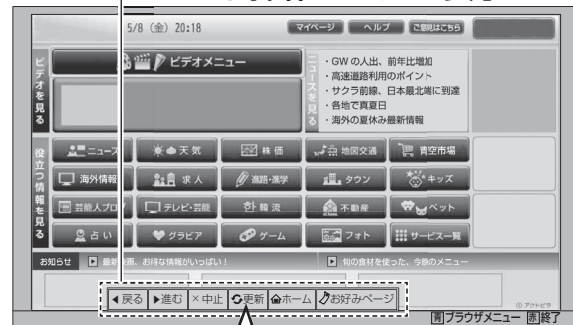 5/8（金）20:18 マイページ ヘルプ ご意見はこちら
ビデオを見る
ビデオメニュー
ニュースを見る
・GWの人出、前年比増加
・高速道路利用のポイント
・サクラ前線、日本最北端に到達
・各地で真夏日
・海外の夏休み最新情報
役立つ情報を見る
ニュース 天気 株価 地図交通 青空市場
海外情報 求人 進路・進学 タウン キッズ
芸能人ブログ テレビ・芸能 韓流 不動産 ペット
占い グラビア ゲーム フォト サービス一覧
お知らせ お得な情報がいっぱい！ 旬の食材を使った、今晩のメニュー
◀戻る ▶進む ×中止 更新 ホーム お好みページ
© アクトビラ
青 ブラウザメニュー 赤 終了